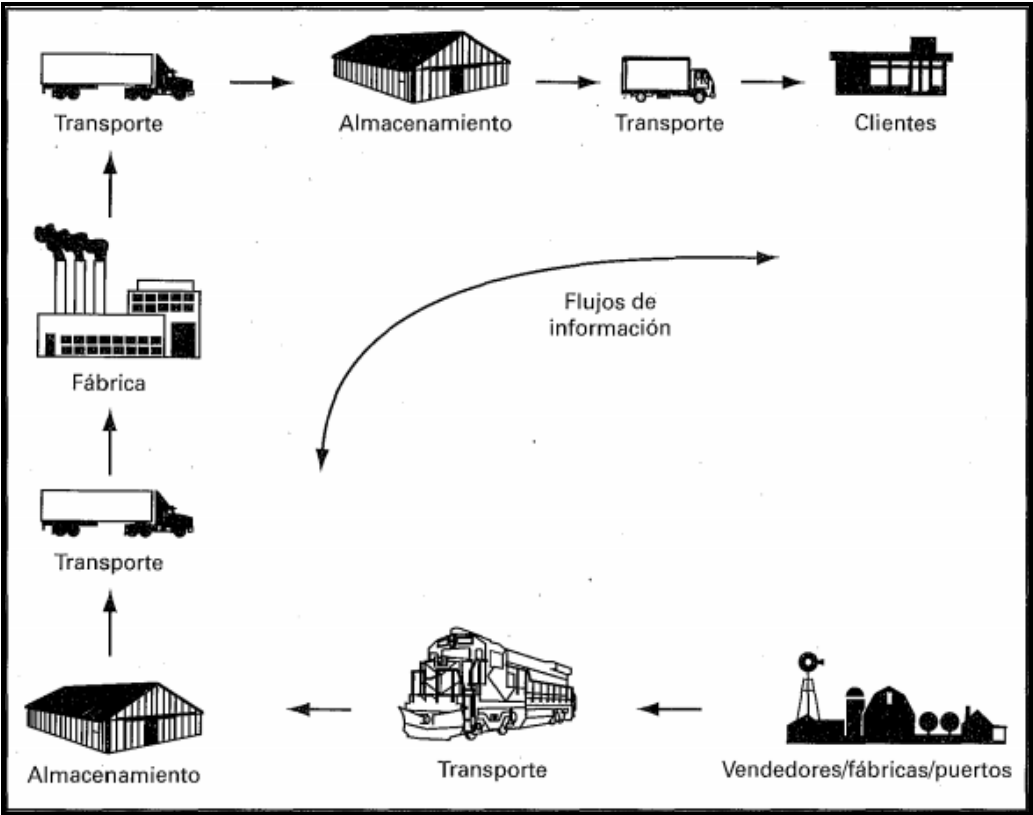 Transporte
Almacenamiento
Transporte
Clientes
Flujos de
información
Fábrica
Transporte
Almacenamiento
Transporte
Vendedores/fábricas/puertos